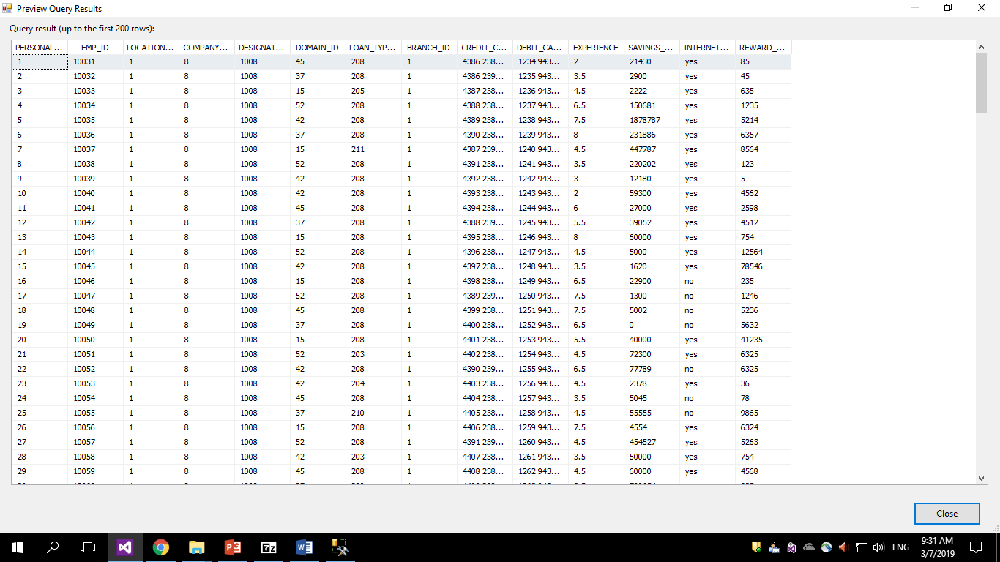 Preview Query Results
Query result (up to the first 200 rows):
PERSONAL... EMP_ID LOCATION... COMPANY... DESIGNAT... DOMAIN_ID LOAN_TYP... BRANCH_ID CREDIT_C... DEBIT_CA... EXPERIENCE SAVINGS_... INTERNET... REWARD_...
1 10031 1 8 1008 45 208 1 4386 238... 1234 943... 2 21430 yes 85
2 10032 1 8 1008 37 208 1 4386 239... 1235 943... 3.5 2900 yes 45
3 10033 1 8 1008 15 205 1 4387 238... 1236 943... 4.5 2222 yes 635
4 10034 1 8 1008 52 208 1 4388 238... 1237 943... 6.5 150681 yes 1235
5 10035 1 8 1008 42 208 1 4389 238... 1238 943... 7.5 1878787 yes 5214
6 10036 1 8 1008 37 208 1 4390 238... 1239 943... 8 231886 yes 6357
7 10037 1 8 1008 15 211 1 4387 239... 1240 943... 4.5 447787 yes 8564
8 10038 1 8 1008 52 208 1 4391 238... 1241 943... 3.5 220202 yes 123
9 10039 1 8 1008 42 208 1 4392 238... 1242 943... 3 12180 yes 5
10 10040 1 8 1008 42 208 1 4393 238... 1243 943... 2 59300 yes 4562
11 10041 1 8 1008 45 208 1 4394 238... 1244 943... 6 27000 yes 2598
12 10042 1 8 1008 37 208 1 4388 239... 1245 943... 5.5 39052 yes 4512
13 10043 1 8 1008 15 208 1 4395 238... 1246 943... 8 60000 yes 754
14 10044 1 8 1008 52 208 1 4396 238... 1247 943... 4.5 5000 yes 12564
15 10045 1 8 1008 42 208 1 4397 238... 1248 943... 3.5 1620 yes 78546
16 10046 1 8 1008 15 208 1 4398 238... 1249 943... 6.5 22900 no 235
17 10047 1 8 1008 52 208 1 4389 239... 1250 943... 7.5 1300 no 1246
18 10048 1 8 1008 45 208 1 4399 238... 1251 943... 7.5 5002 no 5236
19 10049 1 8 1008 37 208 1 4400 238... 1252 943... 6.5 0 no 5632
20 10050 1 8 1008 15 208 1 4401 238... 1253 943... 5.5 40000 yes 41235
21 10051 1 8 1008 52 203 1 4402 238... 1254 943... 4.5 72300 yes 6325
22 10052 1 8 1008 42 208 1 4390 239... 1255 943... 6.5 77789 no 6325
23 10053 1 8 1008 42 204 1 4403 238... 1256 943... 4.5 2378 yes 36
24 10054 1 8 1008 45 208 1 4404 238... 1257 943... 3.5 5045 no 78
25 10055 1 8 1008 37 210 1 4405 238... 1258 943... 4.5 55555 no 9865
26 10056 1 8 1008 15 208 1 4406 238... 1259 943... 7.5 4554 yes 6324
27 10057 1 8 1008 52 208 1 4391 239... 1260 943... 4.5 454527 yes 5263
28 10058 1 8 1008 42 203 1 4407 238... 1261 943... 3.5 50000 yes 754
29 10059 1 8 1008 45 208 1 4408 238... 1262 943... 4.5 60000 yes 4568
Close
7z
ENG
9:31 AM
3/7/2019